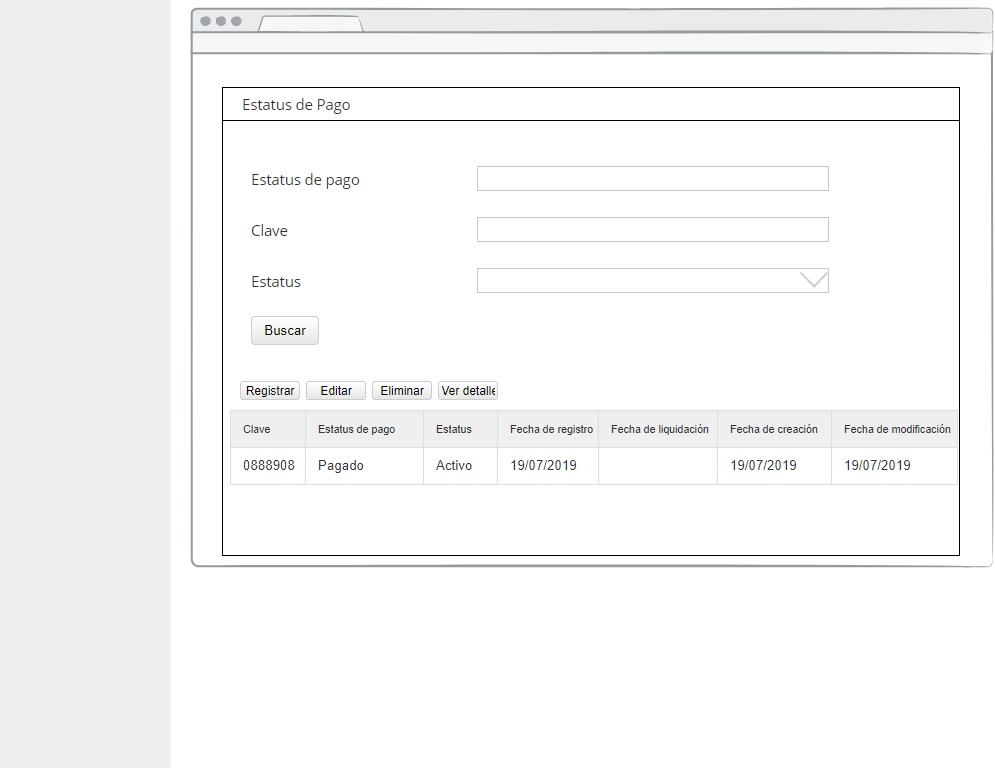 Estatus de Pago
Estatus de pago
Clave
Estatus
Buscar
Registrar Editar Eliminar Ver detalle
Clave Estatus de pago Estatus Fecha de registro Fecha de liquidación Fecha de creación Fecha de modificación
0888908 Pagado Activo 19/07/2019 19/07/2019 19/07/2019